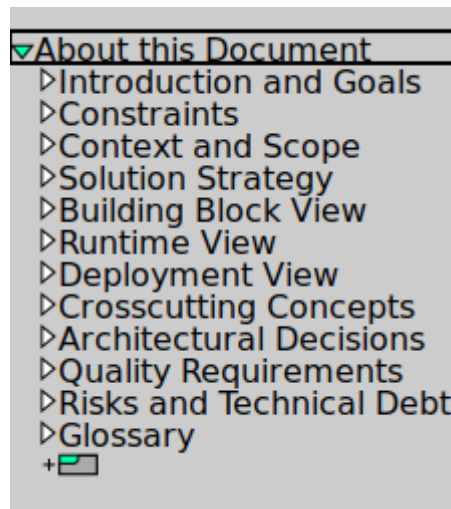 About this Document
Introduction and Goals
Constraints
Context and Scope
Solution Strategy
Building Block View
Runtime View
Deployment View
Crosscutting Concepts
Architectural Decisions
Quality Requirements
Risks and Technical Debt
Glossary
+